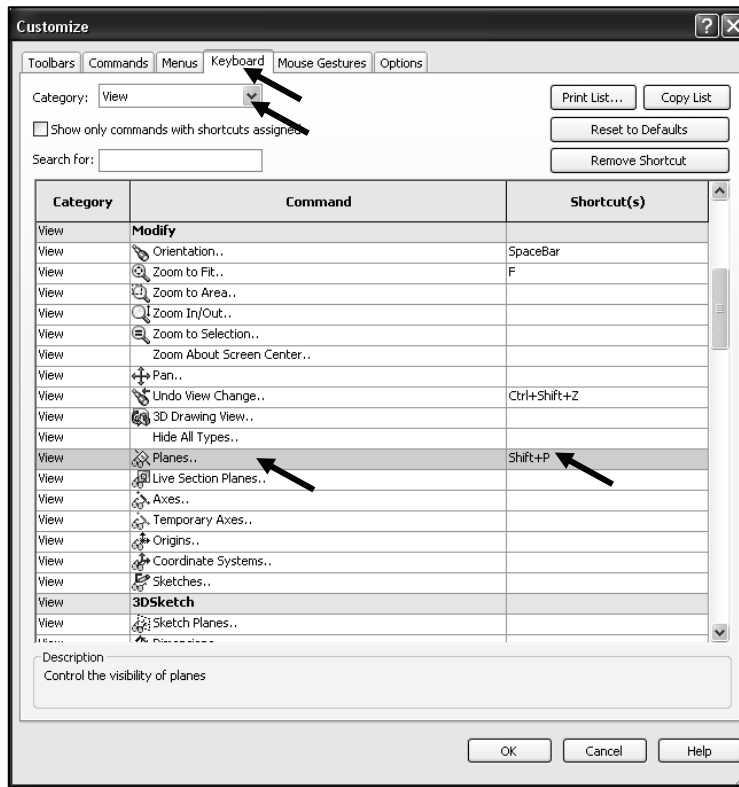 Customize
Toolbars Commands Menus Keyboard Mouse Gestures Options
Category: View Print List... Copy List
Show only commands with shortcuts assigned Reset to Defaults
Search for: Remove Shortcut
Category Command Shortcut(s)
View Modify
View Orientation.. SpaceBar
View Zoom to Fit.. F
View Zoom to Area..
View Zoom In/Out..
View Zoom to Selection..
View Zoom About Screen Center..
View Pan..
View Undo View Change.. Ctrl+Shift+Z
View 3D Drawing View..
View Hide All Types..
View Planes.. Shift+P
View Live Section Planes..
View Axes..
View Temporary Axes..
View Origins..
View Coordinate Systems..
View Sketches..
View 3DSketch
View Sketch Planes..
Description
Control the visibility of planes
OK Cancel Help